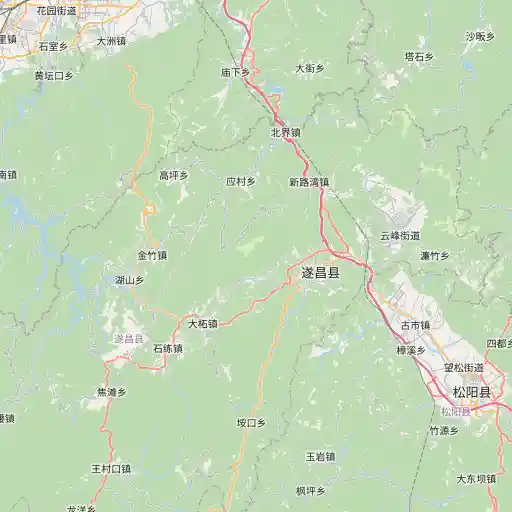 花园街道
大洲镇
里镇
石室乡
沙畈乡
塔石乡
黄坛口乡
庙下乡
大街乡
北界镇
南镇
高坪乡
应村乡
新路湾镇
云峰街道
金竹镇
濂竹乡
遂昌县
湖山乡
大柘镇
古市镇
遂昌县
石练镇
四都乡
樟溪乡
望松街道
焦滩乡
松阳县
松阳县
垵口乡
竹源乡
玉岩镇
王村口镇
大东坝镇
枫坪乡
龙洋乡